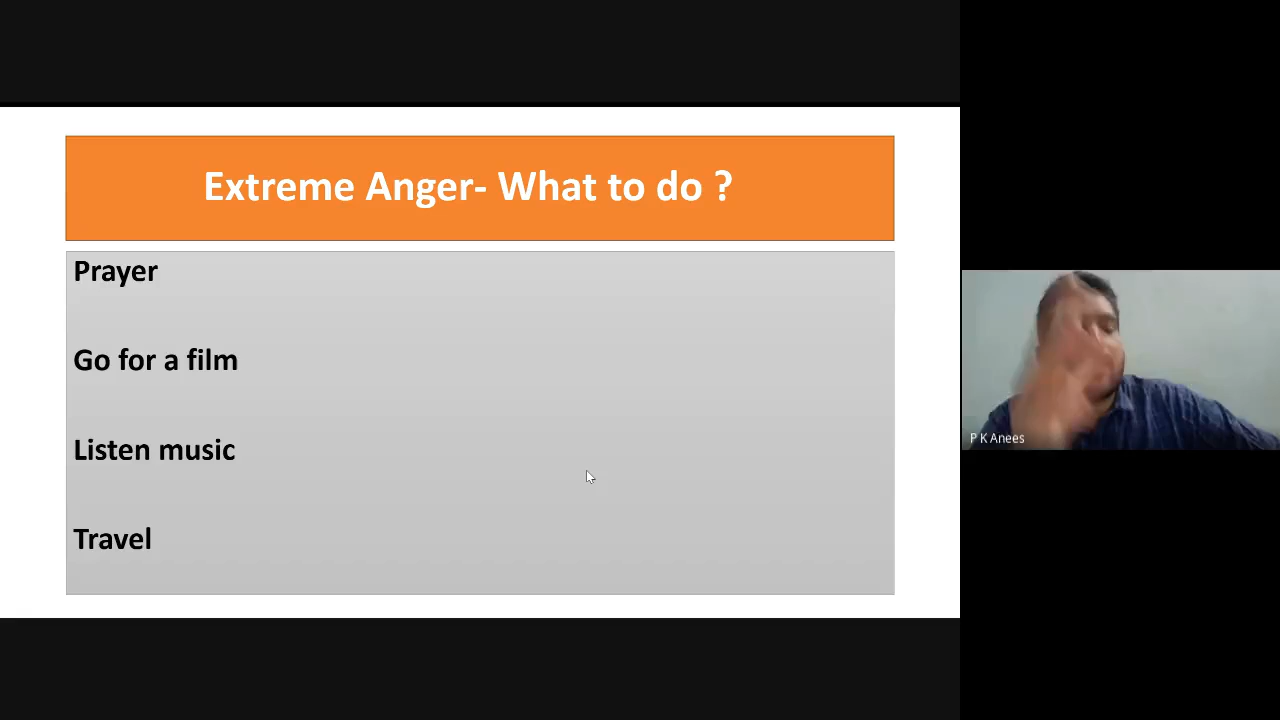 Extreme Anger- What to do ?
Prayer
Go for a film
Listen music
Travel
P K Anees